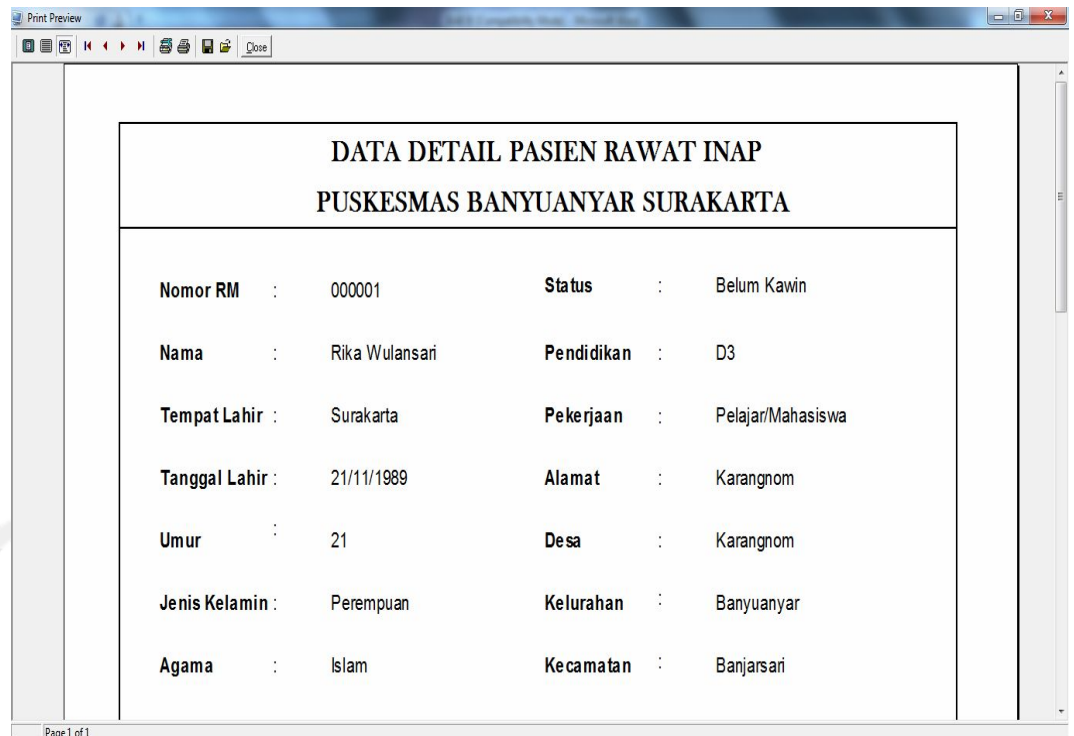 Print Preview
Close
DATA DETAIL PASIEN RAWAT INAP
PUSKESMAS BANYUANYAR SURAKARTA
Nomor RM : 000001 Status : Belum Kawin
Nama : Rika Wulansari Pendidikan : D3
Tempat Lahir : Surakarta Pekerjaan : Pelajar/Mahasiswa
Tanggal Lahir : 21/11/1989 Alamat : Karangnom
Umur : 21 Desa : Karangnom
Jenis Kelamin : Perempuan Kelurahan : Banyuanyar
Agama : Islam Kecamatan : Banjarsari
Page 1 of 1